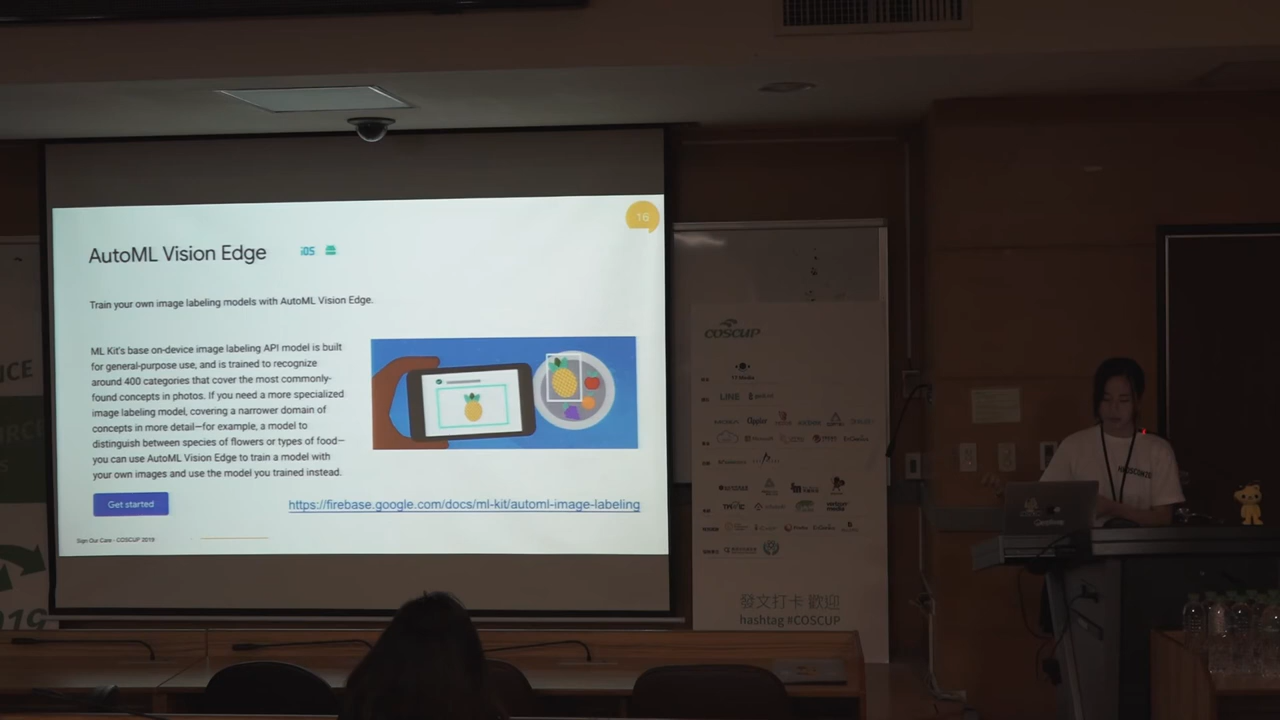 16
AutoML Vision Edge
iOS
Train your own image labeling models with AutoML Vision Edge.
ML Kit's base on-device image labeling API model is built
for general-purpose use, and is trained to recognize
around 400 categories that cover the most commonly-
found concepts in photos. If you need a more specialized
image labeling model, covering a narrower domain of
concepts in more detail—for example, a model to
distinguish between species of flowers or types of food—
you can use AutoML Vision Edge to train a model with
your own images and use the model you trained instead.
Get started
https://firebase.google.com/docs/ml-kit/automl-image-labeling
Sign Our Care - COSCUP 2019
COSCUP
LINE
發文打卡 歡迎
hashtag #COSCUP